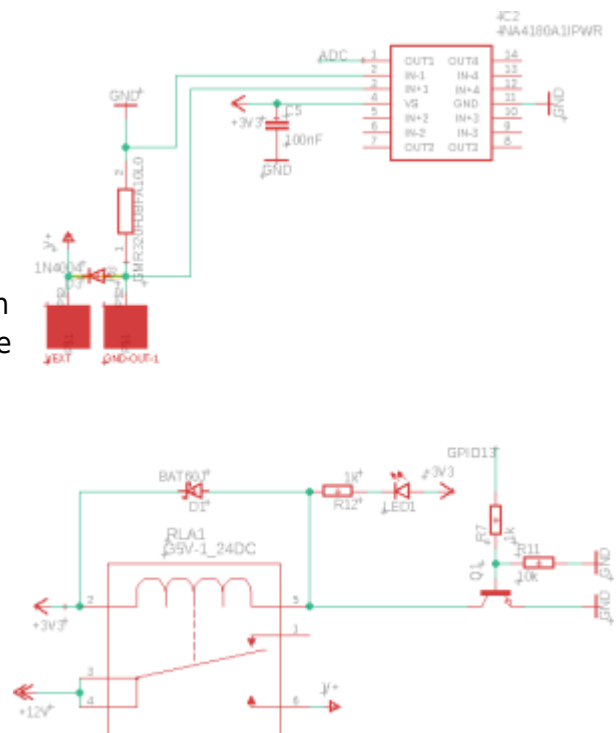 IC2
INA4180A1IPWR
ADC
1 OUT1 OUT4 14
2 IN-1 IN-4 13
3 IN+1 IN+4 12
4 VS GND 11
5 IN+2 IN+3 10
6 IN-2 IN-3 9
7 OUT2 OUT3 8
GND
GND
+3V3
C5
100nF
GND
2
1
V+
1N4004
D3
n
e
VEXT
GND-OUT-1
GPIO13
BAT60J
D1
1k
R12
LED1
+3V3
R7
1k
R11
10k
GND
Q1
GND
RLA1
G5V-1_24DC
2
5
+3V3
1
3
4
+12V
6
V+